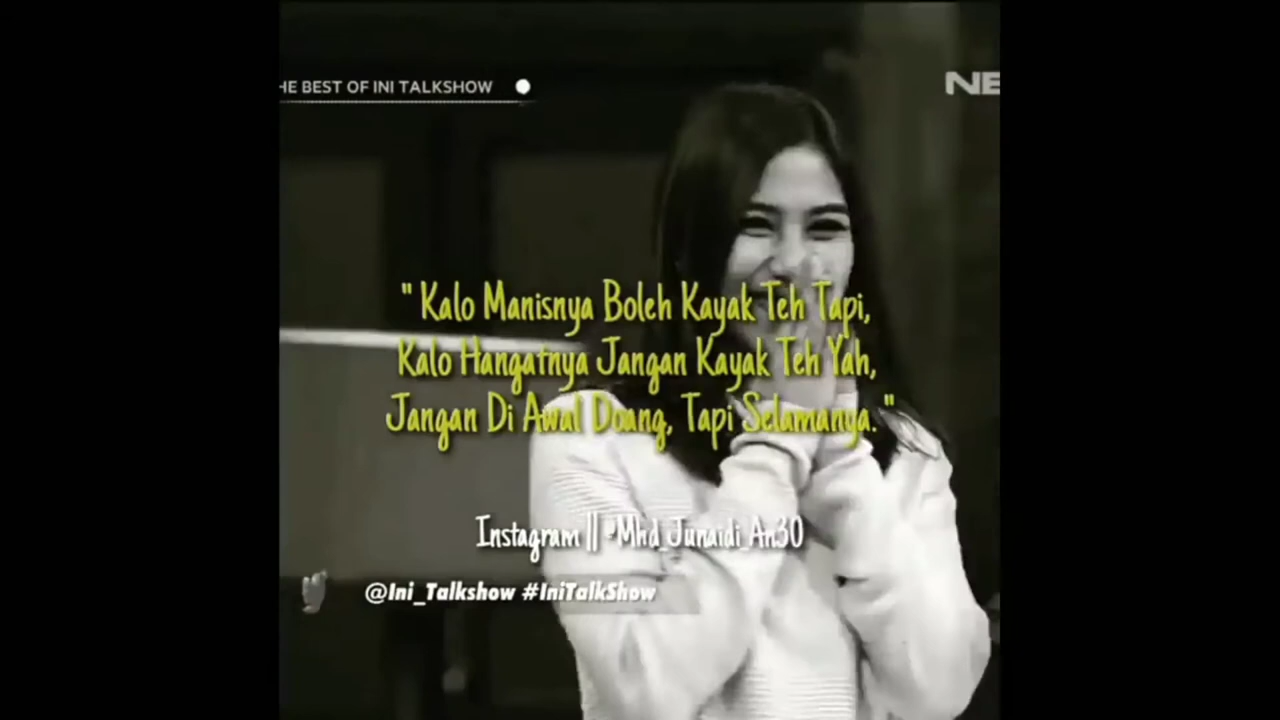 HE BEST OF INI TALKSHOW
NE
" Kalo Manisnya Boleh Kayak Teh Tapi,
Kalo Hangatnya Jangan Kayak Teh Yah,
Jangan Di Awal Doang, Tapi Selamanya. "
Instagram || @Mhd_Junaidi_An30
@Ini_Talkshow #IniTalkShow